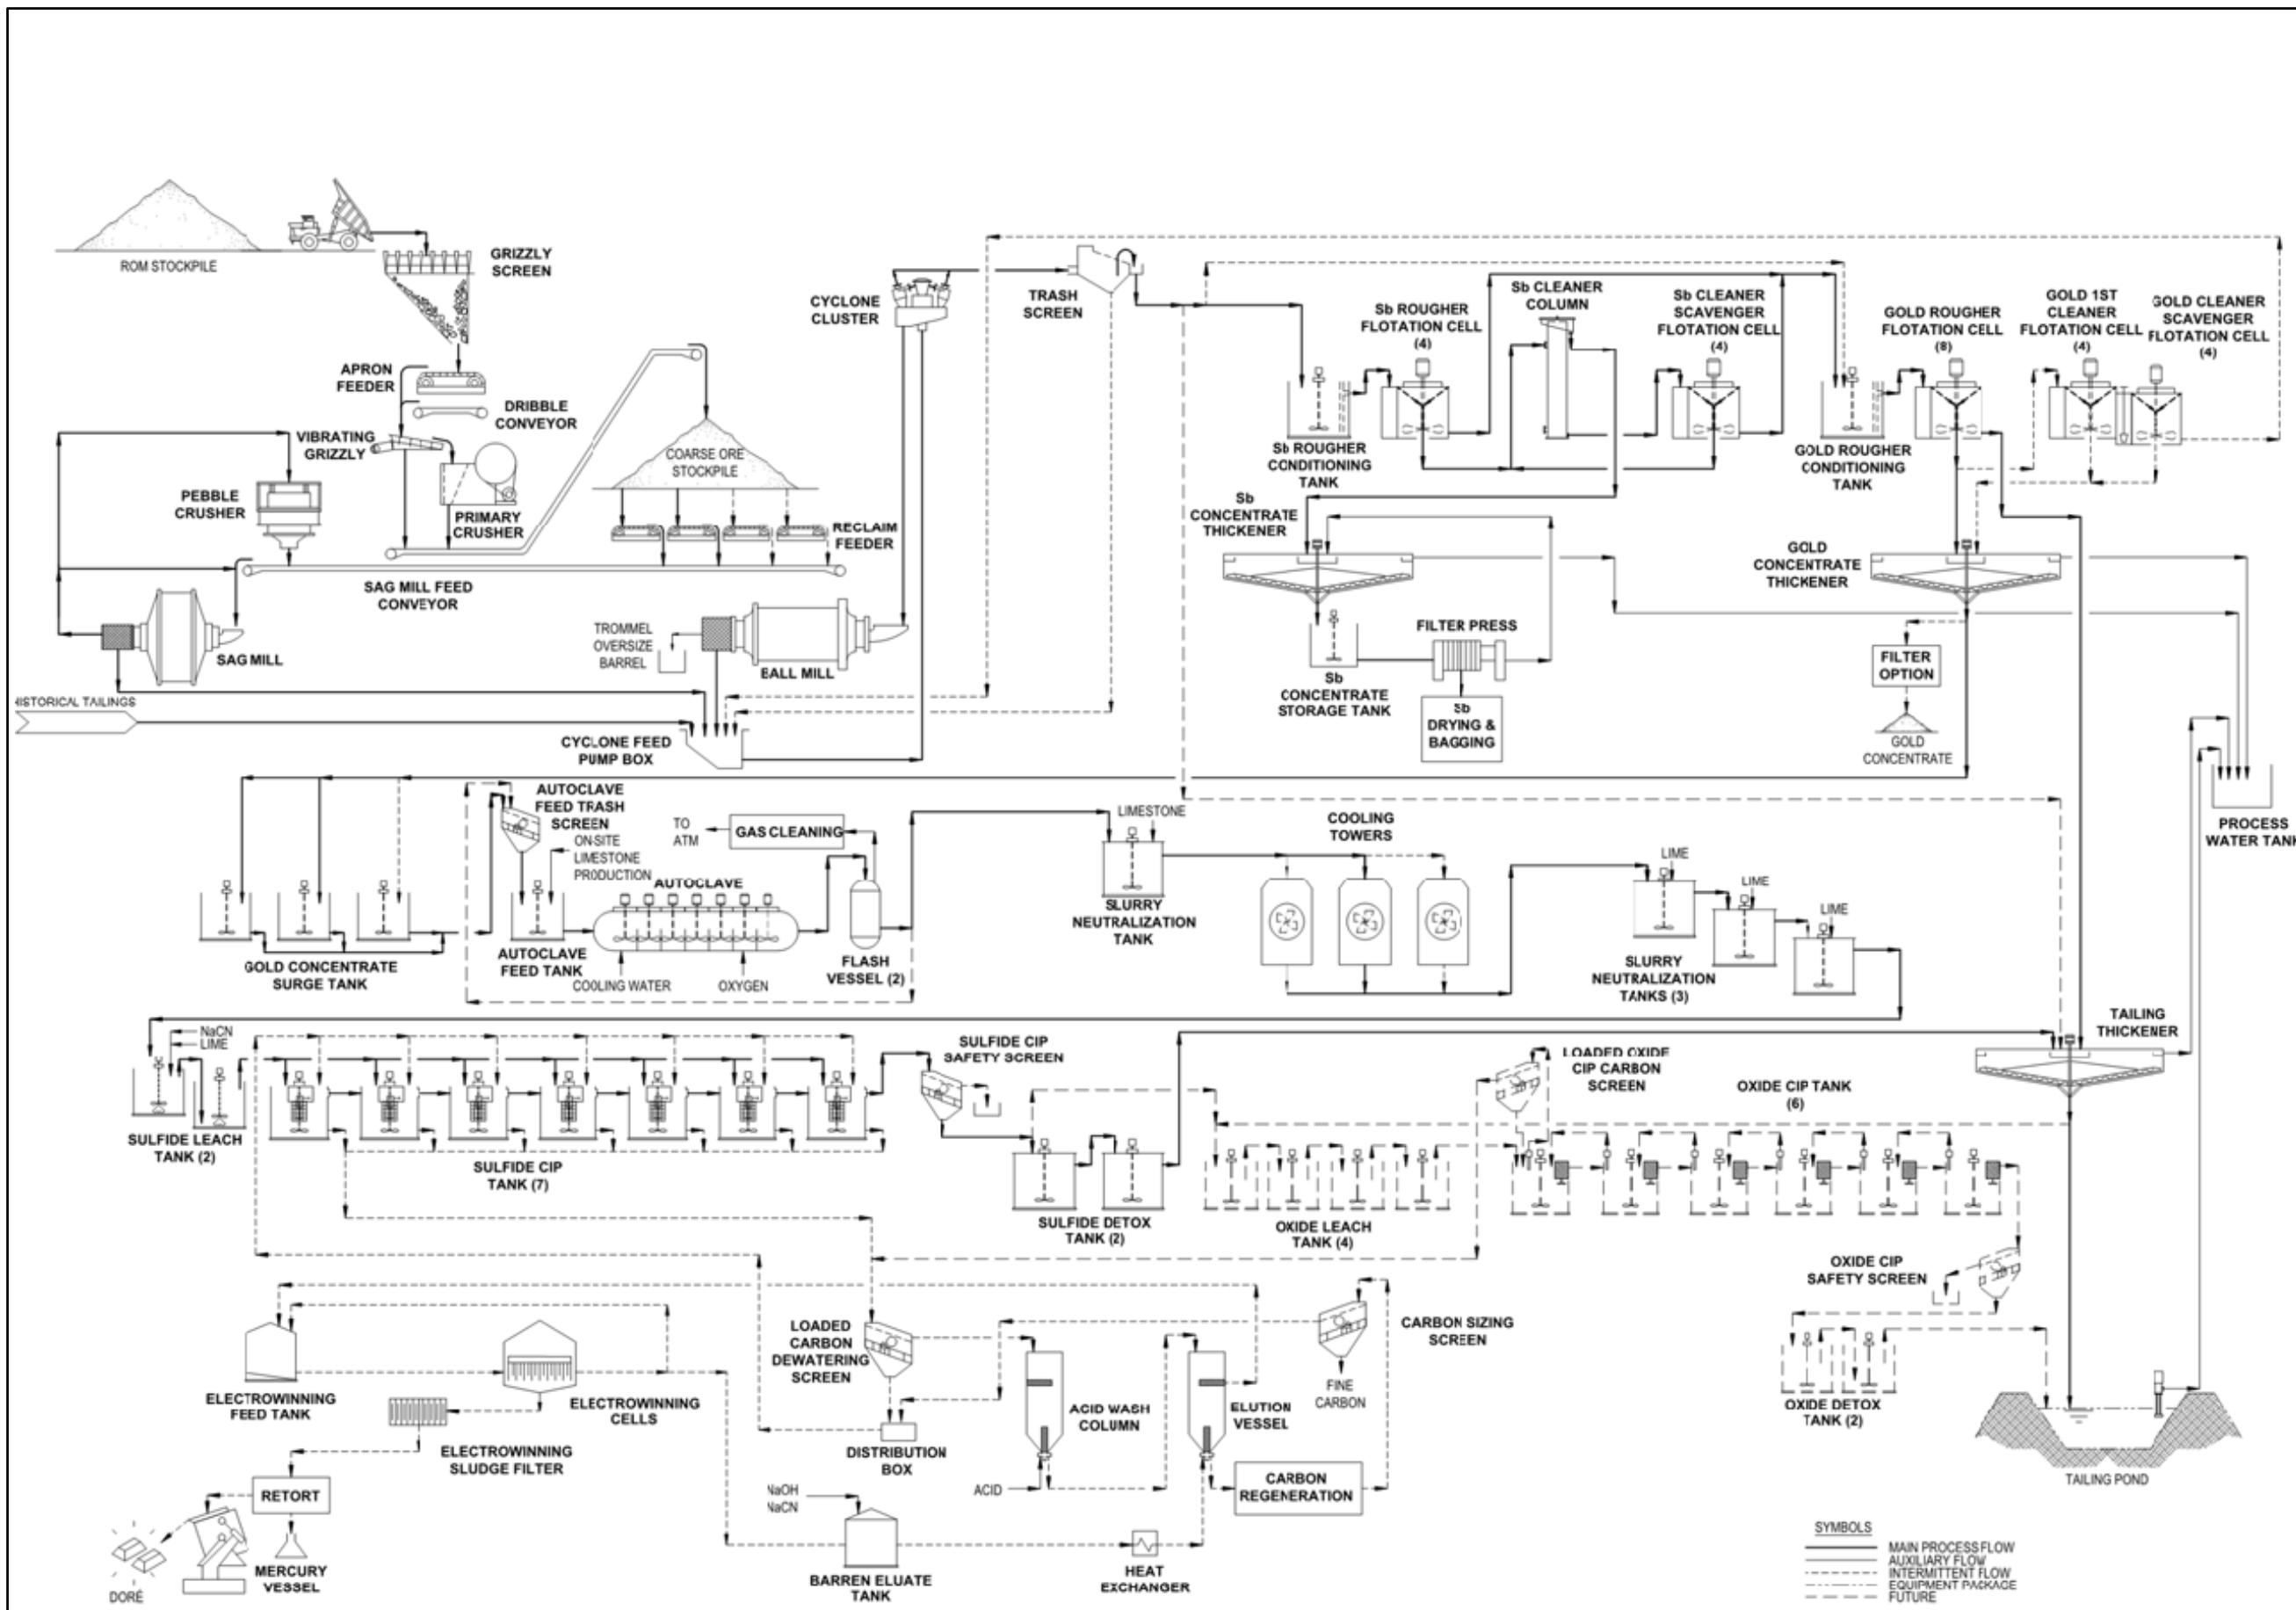 ROM STOCKPILE
GRIZZLY
SCREEN
APRON
FEEDER
DRIBBLE
CONVEYOR
VIBRATING
GRIZZLY
PEBBLE
CRUSHER
PRIMARY
CRUSHER
COARSE ORE
STOCKPILE
RECLAIM
FEEDER
SAG MILL FEED
CONVEYOR
SAG MILL
HISTORICAL TAILINGS
TROMMEL
OVERSIZE
BARREL
BALL MILL
CYCLONE FEED
PUMP BOX
CYCLONE
CLUSTER
TRASH
SCREEN
Sb ROUGHER
FLOTATION CELL
(4)
Sb CLEANER
COLUMN
Sb CLEANER
SCAVENGER
FLOTATION CELL
(4)
GOLD ROUGHER
FLOTATION CELL
(8)
GOLD 1ST
CLEANER
FLOTATION CELL
(4)
GOLD CLEANER
SCAVENGER
FLOTATION CELL
(4)
Sb ROUGHER
CONDITIONING
TANK
GOLD ROUGHER
CONDITIONING
TANK
Sb
CONCENTRATE
THICKENER
GOLD
CONCENTRATE
THICKENER
FILTER PRESS
Sb
CONCENTRATE
STORAGE TANK
Sb
DRYING &
BAGGING
FILTER
OPTION
GOLD
CONCENTRATE
PROCESS
WATER TANK
AUTOCLAVE
FEED TRASH
SCREEN
ON-SITE
LIMESTONE
PRODUCTION
TO
ATM
GAS CLEANING
AUTOCLAVE
GOLD CONCENTRATE
SURGE TANK
AUTOCLAVE
FEED TANK
COOLING WATER
OXYGEN
FLASH
VESSEL (2)
LIMESTONE
SLURRY
NEUTRALIZATION
TANK
COOLING
TOWERS
LIME
LIME
LIME
SLURRY
NEUTRALIZATION
TANKS (3)
TAILING
THICKENER
NaCN
LIME
SULFIDE LEACH
TANK (2)
SULFIDE CIP
TANK (7)
SULFIDE CIP
SAFETY SCREEN
SULFIDE DETOX
TANK (2)
OXIDE LEACH
TANK (4)
LOADED OXIDE
CIP CARBON
SCREEN
OXIDE CIP TANK
(6)
OXIDE CIP
SAFETY SCREEN
OXIDE DETOX
TANK (2)
TAILING POND
ELECTROWINNING
FEED TANK
ELECTROWINNING
CELLS
ELECTROWINNING
SLUDGE FILTER
RETORT
MERCURY
VESSEL
DORÉ
LOADED
CARBON
DEWATERING
SCREEN
DISTRIBUTION
BOX
ACID WASH
COLUMN
ACID
ELUTION
VESSEL
CARBON SIZING
SCREEN
FINE
CARBON
CARBON
REGENERATION
NaOH
NaCN
BARREN ELUATE
TANK
HEAT
EXCHANGER
SYMBOLS
MAIN PROCESS FLOW
AUXILIARY FLOW
INTERMITTENT FLOW
EQUIPMENT PACKAGE
FUTURE